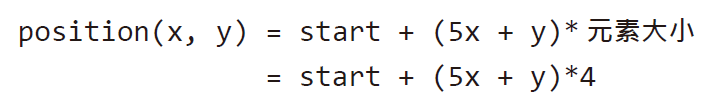 position(x, y) = start + (5x + y)* 元素大小
= start + (5x + y)*4